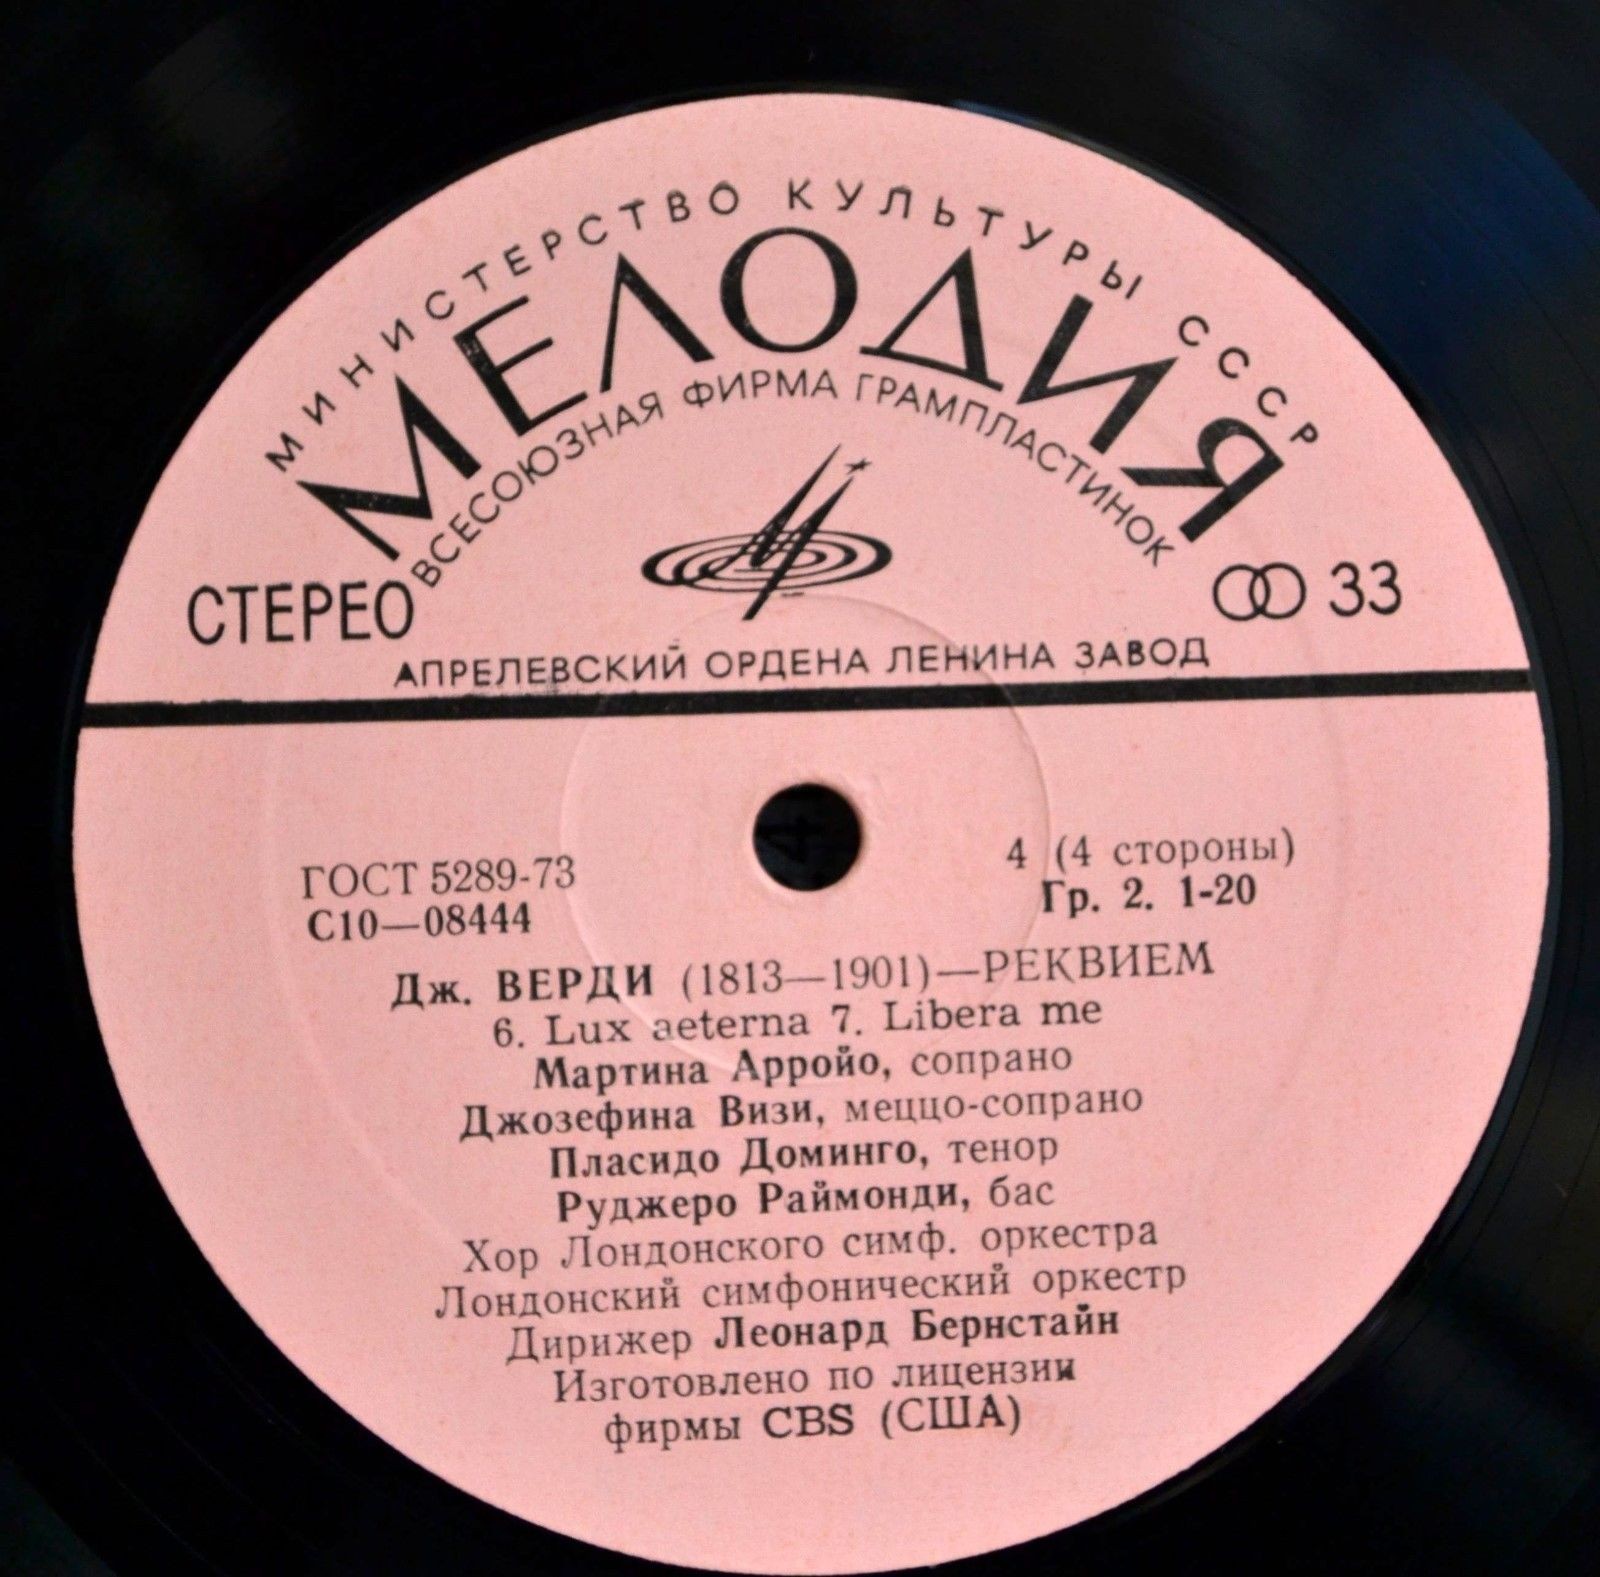 МИНИСТЕРСТВО КУЛЬТУРЫ СССР
МЕЛОДИЯ
ВСЕСОЮЗНАЯ ФИРМА ГРАМПЛАСТИНОК
СТЕРЕО
33
АПРЕЛЕВСКИЙ ОРДЕНА ЛЕНИНА ЗАВОД
4
ГОСТ 5289-73
4 (4 стороны)
С10—08444
Гр. 2. 1-20
Дж. ВЕРДИ (1813—1901)—РЕКВИЕМ
6. Lux aeterna 7. Libera me
Мартина Арройо, сопрано
Джозефина Визи, меццо-сопрано
Пласидо Доминго, тенор
Руджеро Раймонди, бас
Хор Лондонского симф. оркестра
Лондонский симфонический оркестр
Дирижер Леонард Бернстайн
Изготовлено по лицензии
фирмы CBS (США)